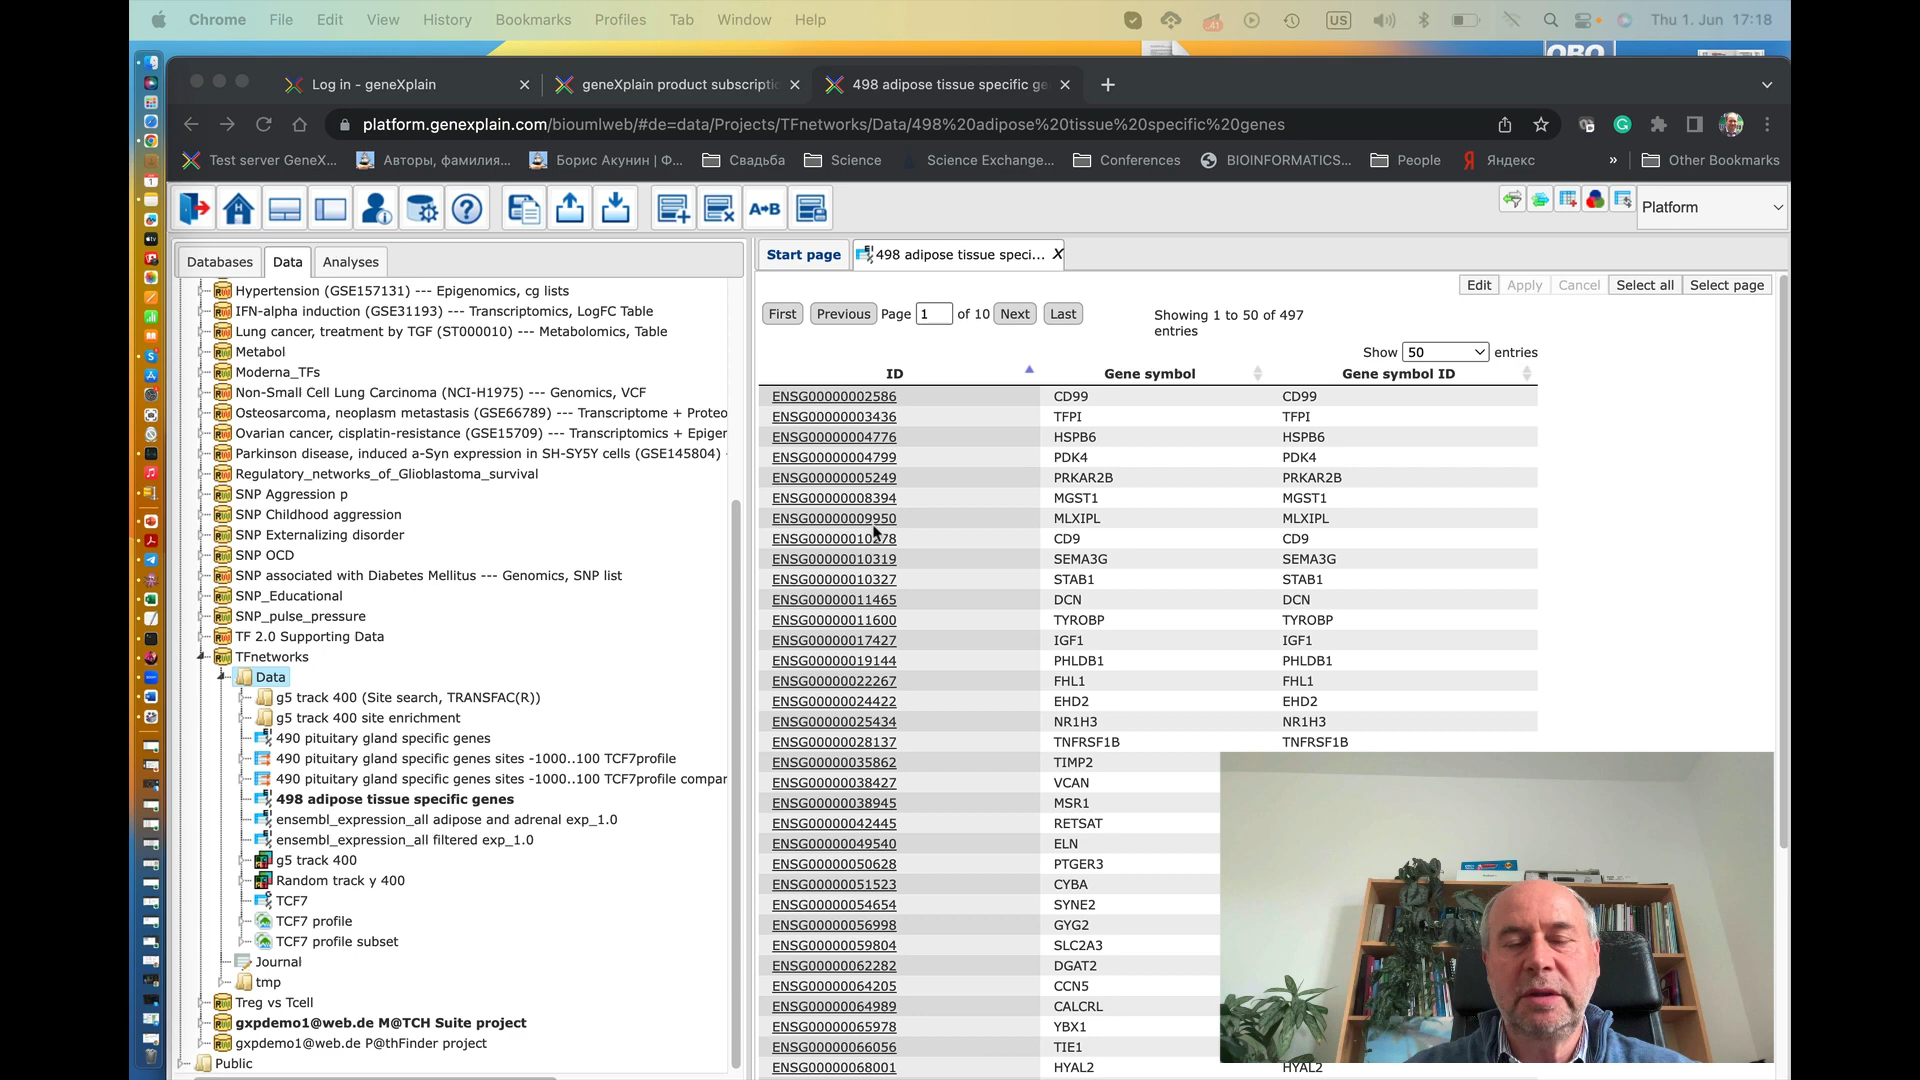 Chrome File Edit View History Bookmarks Profiles Tab Window Help
41 US Thu 1. Jun 17:18
OBO
Log in - geneXplain
geneXplain product subscripti
498 adipose tissue specific ge
platform.genexplain.com/bioumlweb/#de=data/Projects/TFnetworks/Data/498%20adipose%20tissue%20specific%20genes
Test server GeneX...
Авторы, фамилия...
Борис Акунин | Ф...
Свадьба
Science
Science Exchange...
Conferences
BIOINFORMATICS...
People
Яндекс
»
Other Bookmarks
A→B
Platform
Databases Data Analyses
Hypertension (GSE157131) --- Epigenomics, cg lists
IFN-alpha induction (GSE31193) --- Transcriptomics, LogFC Table
Lung cancer, treatment by TGF (ST000010) --- Metabolomics, Table
Metabol
Moderna_TFs
Non-Small Cell Lung Carcinoma (NCI-H1975) --- Genomics, VCF
Osteosarcoma, neoplasm metastasis (GSE66789) --- Transcriptome + Proteo
Ovarian cancer, cisplatin-resistance (GSE15709) --- Transcriptomics + Epiger
Parkinson disease, induced a-Syn expression in SH-SY5Y cells (GSE145804) -
Regulatory_networks_of_Glioblastoma_survival
SNP Aggression p
SNP Childhood aggression
SNP Externalizing disorder
SNP OCD
SNP associated with Diabetes Mellitus --- Genomics, SNP list
SNP_Educational
SNP_pulse_pressure
TF 2.0 Supporting Data
TFnetworks
Data
g5 track 400 (Site search, TRANSFAC(R))
g5 track 400 site enrichment
490 pituitary gland specific genes
490 pituitary gland specific genes sites -1000..100 TCF7profile
490 pituitary gland specific genes sites -1000..100 TCF7profile compar
498 adipose tissue specific genes
ensembl_expression_all adipose and adrenal exp_1.0
ensembl_expression_all filtered exp_1.0
g5 track 400
Random track y 400
TCF7
TCF7 profile
TCF7 profile subset
Journal
tmp
Treg vs Tcell
gxpdemo1@web.de M@TCH Suite project
gxpdemo1@web.de P@thFinder project
Public
Start page
498 adipose tissue speci... X
Edit Apply Cancel Select all Select page
First Previous Page 1 of 10 Next Last
Showing 1 to 50 of 497
entries
Show 50 entries
ID Gene symbol Gene symbol ID
ENSG00000002586 CD99 CD99
ENSG00000003436 TFPI TFPI
ENSG00000004776 HSPB6 HSPB6
ENSG00000004799 PDK4 PDK4
ENSG00000005249 PRKAR2B PRKAR2B
ENSG00000008394 MGST1 MGST1
ENSG00000009950 MLXIPL MLXIPL
ENSG00000010278 CD9 CD9
ENSG00000010319 SEMA3G SEMA3G
ENSG00000010327 STAB1 STAB1
ENSG00000011465 DCN DCN
ENSG00000011600 TYROBP TYROBP
ENSG00000017427 IGF1 IGF1
ENSG00000019144 PHLDB1 PHLDB1
ENSG00000022267 FHL1 FHL1
ENSG00000024422 EHD2 EHD2
ENSG00000025434 NR1H3 NR1H3
ENSG00000028137 TNFRSF1B TNFRSF1B
ENSG00000035862 TIMP2
ENSG00000038427 VCAN
ENSG00000038945 MSR1
ENSG00000042445 RETSAT
ENSG00000049540 ELN
ENSG00000050628 PTGER3
ENSG00000051523 CYBA
ENSG00000054654 SYNE2
ENSG00000056998 GYG2
ENSG00000059804 SLC2A3
ENSG00000062282 DGAT2
ENSG00000064205 CCN5
ENSG00000064989 CALCRL
ENSG00000065978 YBX1
ENSG00000066056 TIE1
ENSG00000068001 HYAL2 HYAL2